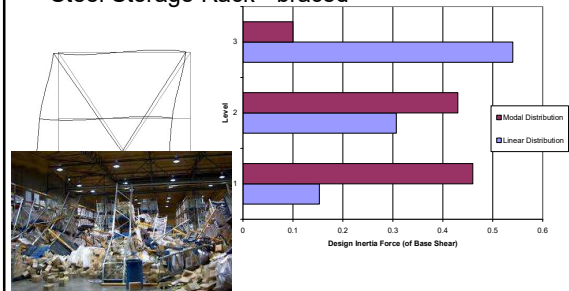 Steel Storage Rack - braced
3
2
1
Level
Modal Distribution
Linear Distribution
0 0.1 0.2 0.3 0.4 0.5 0.6
Design Inertia Force (of Base Shear)